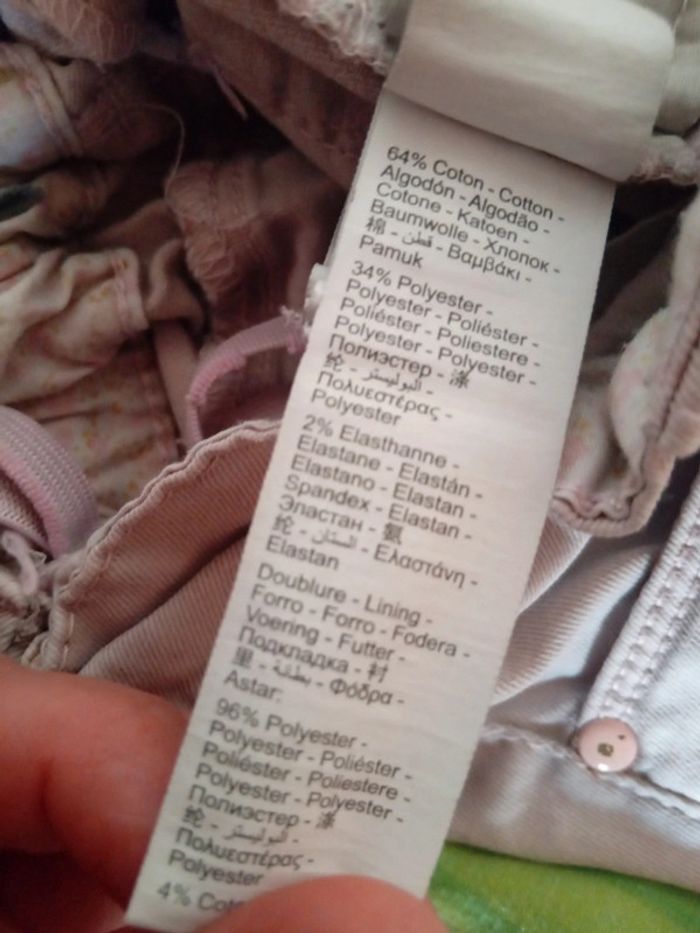 64% Coton - Cotton -
Algodón - Algodão -
Cotone - Katoen -
Baumwolle - Хлопок -
棉 - قطن - Βαμβάκι -
Pamuk
34% Polyester -
Polyester - Poliéster -
Poliéster - Poliestere -
Polyester - Polyester -
Полиэстер - 涤
纶 - البوليستر -
Πολυεστέρας -
Polyester
2% Elasthanne -
Elastane - Elastán -
Elastano - Elastan -
Spandex - Elastan -
Эластан - 氨
纶 - الستان - Ελαστάνη -
Elastan
Doublure - Lining -
Forro - Forro - Fodera -
Voering - Futter -
Подкладка - 衬
里 - بطانة - Φόδρα -
Astar:
96% Polyester -
Polyester - Poliéster -
Poliéster - Poliestere -
Polyester - Polyester -
Полиэстер - 涤
纶 - البوليستر -
Πολυεστέρας -
Polyester
4%